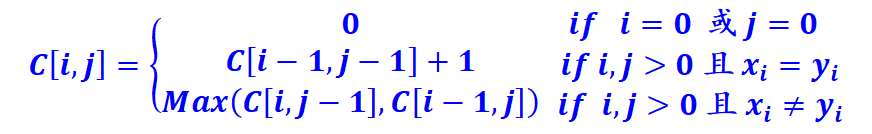 0 if i = 0 或 j = 0
C[i, j] = { C[i − 1, j − 1] + 1 if i, j > 0 且 xᵢ = yᵢ
Max(C[i, j − 1], C[i − 1, j]) if i, j > 0 且 xᵢ ≠ yᵢ